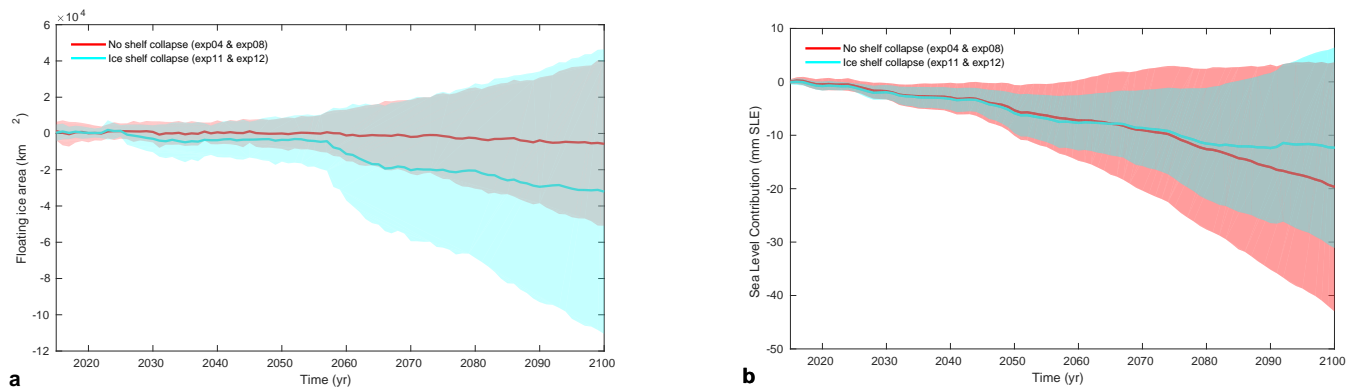 ×10⁴
6
4
2
0
-2
-4
-6
-8
-10
-12
Floating ice area (km ²)
No shelf collapse (exp04 & exp08)
Ice shelf collapse (exp11 & exp12)
2020 2030 2040 2050 2060 2070 2080 2090 2100
Time (yr)
a
10
0
-10
-20
-30
-40
-50
Sea Level Contribution (mm SLE)
No shelf collapse (exp04 & exp08)
Ice shelf collapse (exp11 & exp12)
2020 2030 2040 2050 2060 2070 2080 2090 2100
Time (yr)
b